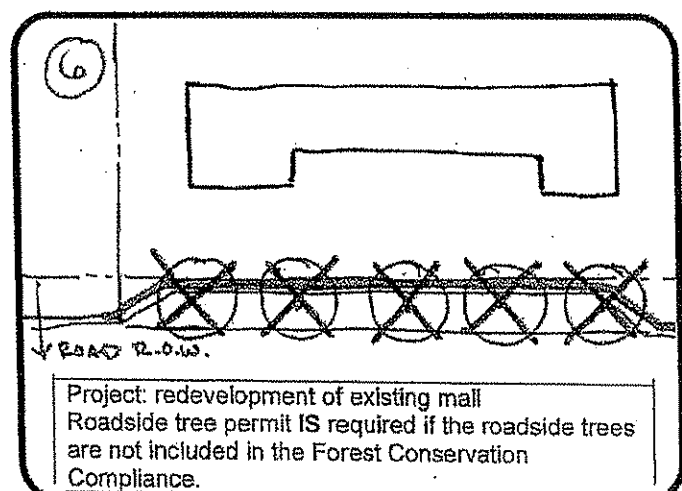 6
ROAD R.O.W.
Project: redevelopment of existing mall
Roadside tree permit IS required if the roadside trees
are not included in the Forest Conservation
Compliance.